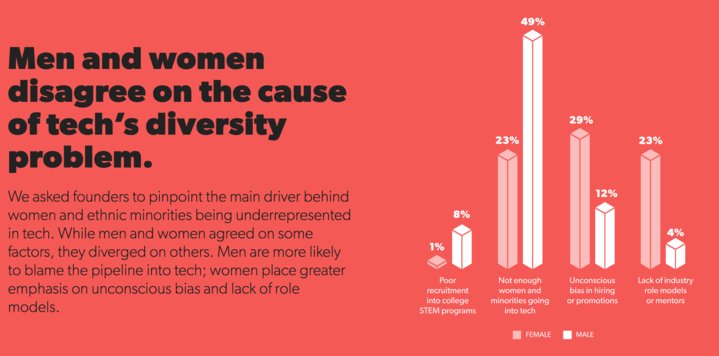 Men and women
disagree on the cause
of tech's diversity
problem.
We asked founders to pinpoint the main driver behind
women and ethnic minorities being underrepresented
in tech. While men and women agreed on some
factors, they diverged on others. Men are more likely
to blame the pipeline into tech; women place greater
emphasis on unconscious bias and lack of role
models.
1%
8%
23%
49%
29%
12%
23%
4%
Poor
recruitment
into college
STEM programs
Not enough
women and
minorities going
into tech
Unconscious
bias in hiring
or promotions
Lack of industry
role models
or mentors
FEMALE
MALE